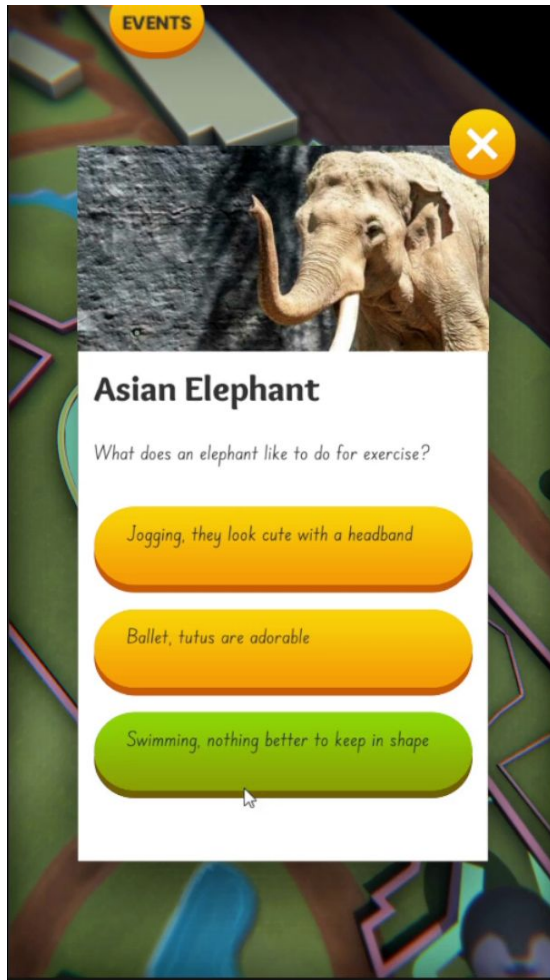 EVENTS
Asian Elephant
What does an elephant like to do for exercise?
Jogging, they look cute with a headband
Ballet, tutus are adorable
Swimming, nothing better to keep in shape